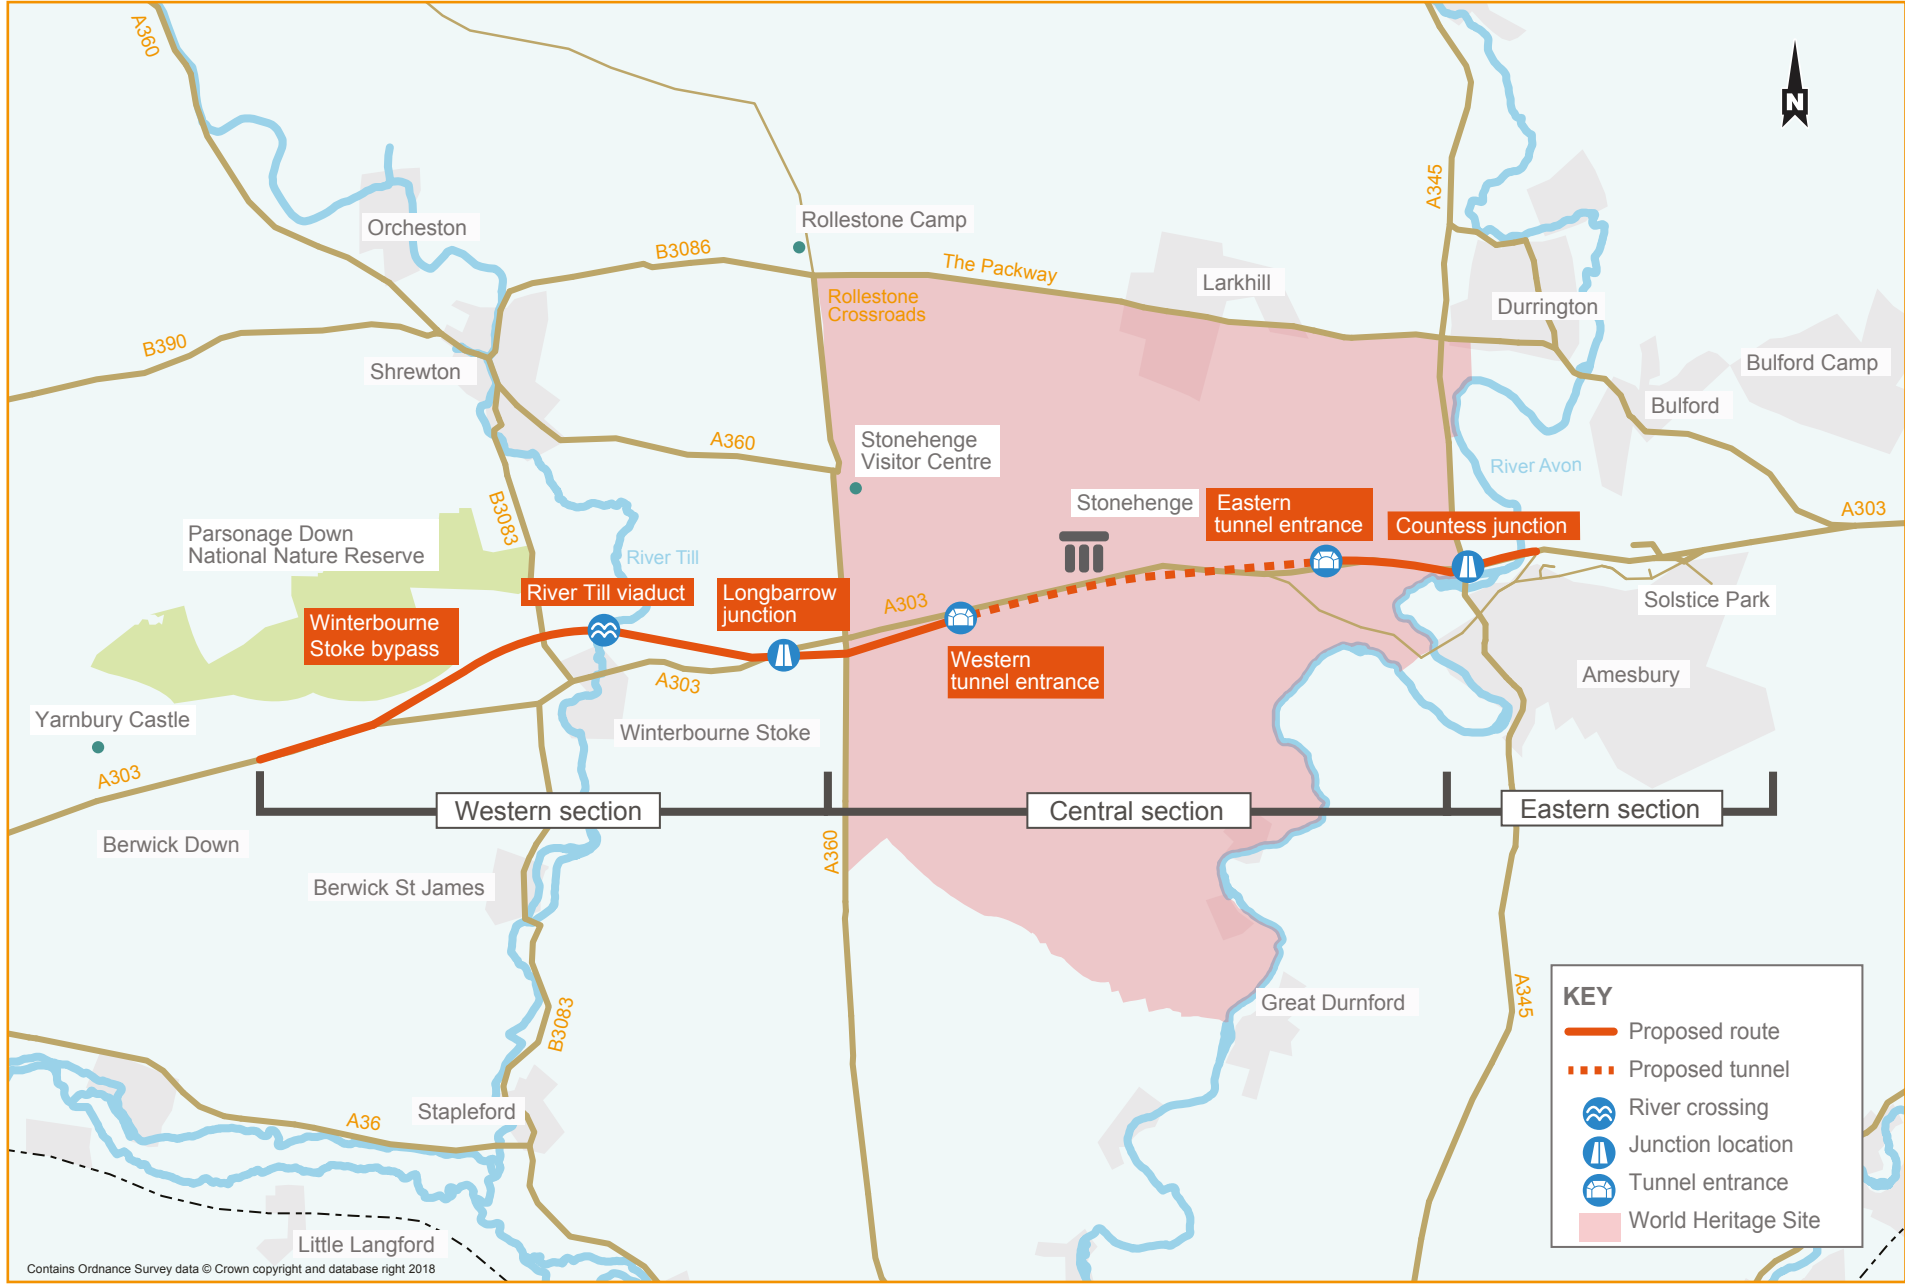 A360
N
A345
Rollestone Camp
Orcheston
B3086
The Packway
Larkhill
Rollestone
Crossroads
Durrington
B390
Shrewton
Bulford Camp
Bulford
A360
Stonehenge
Visitor Centre
River Avon
B3083
Stonehenge
Eastern
tunnel entrance
Countess junction
A303
Parsonage Down
National Nature Reserve
River Till
River Till viaduct
Longbarrow
junction
A303
Solstice Park
Winterbourne
Stoke bypass
Western
tunnel entrance
A303
Amesbury
Yarnbury Castle
Winterbourne Stoke
A303
Western section
Central section
Eastern section
Berwick Down
A360
Berwick St James
A345
Great Durnford
B3083
KEY
Proposed route
Proposed tunnel
River crossing
Junction location
Tunnel entrance
World Heritage Site
Stapleford
A36
Little Langford
Contains Ordnance Survey data © Crown copyright and database right 2018